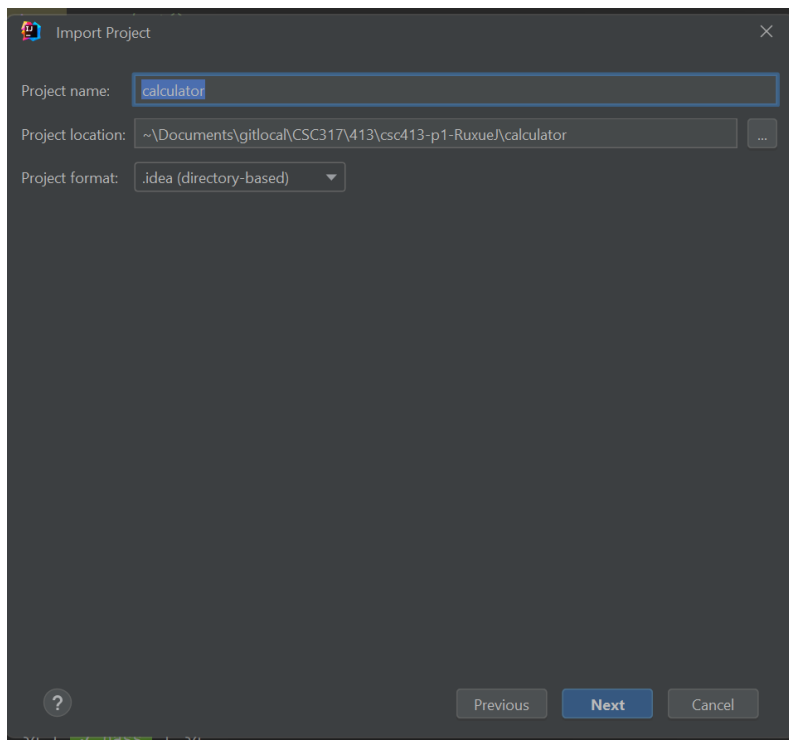 Import Project
Project name: calculator
Project location: ~\Documents\gitlocal\CSC317\413\csc413-p1-RuxueJ\calculator ...
Project format: .idea (directory-based)
? Previous Next Cancel